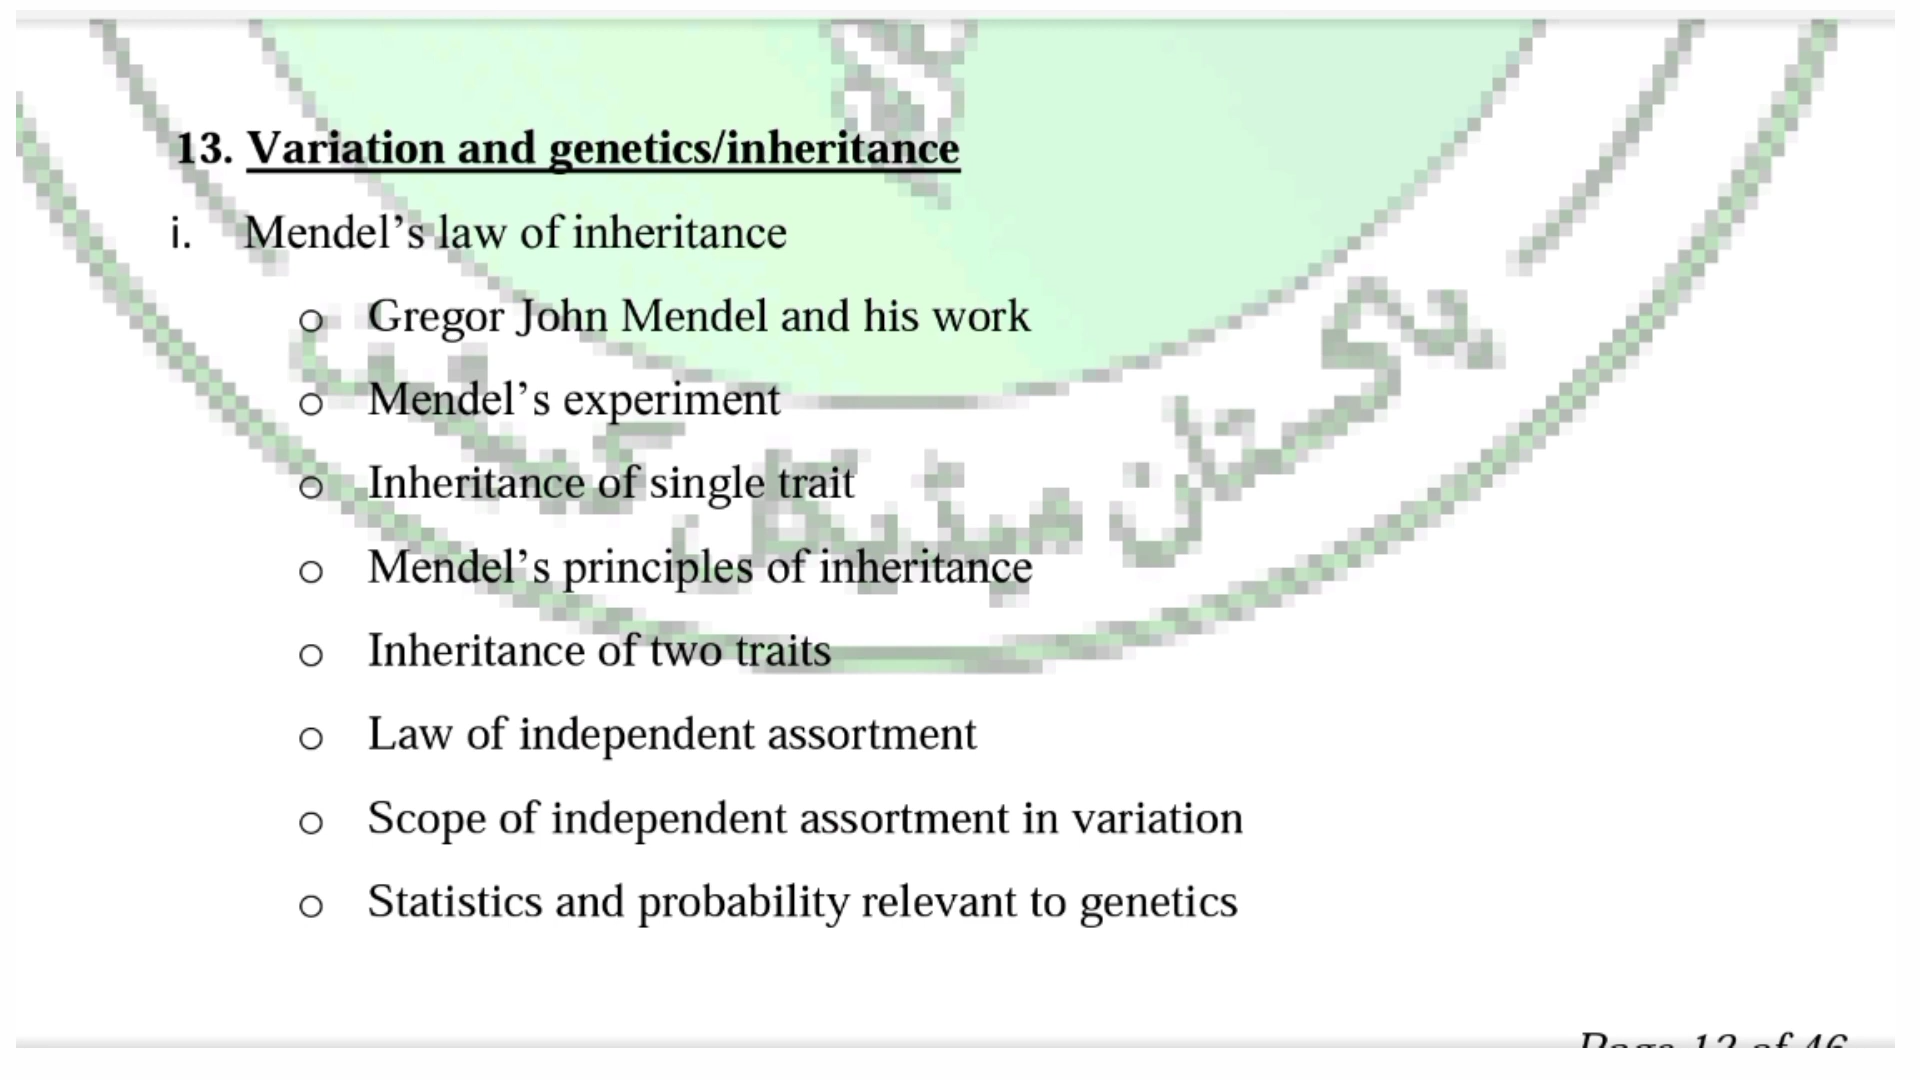 13. Variation and genetics/inheritance
i. Mendel's law of inheritance
o Gregor John Mendel and his work
o Mendel's experiment
o Inheritance of single trait
o Mendel's principles of inheritance
o Inheritance of two traits
o Law of independent assortment
o Scope of independent assortment in variation
o Statistics and probability relevant to genetics